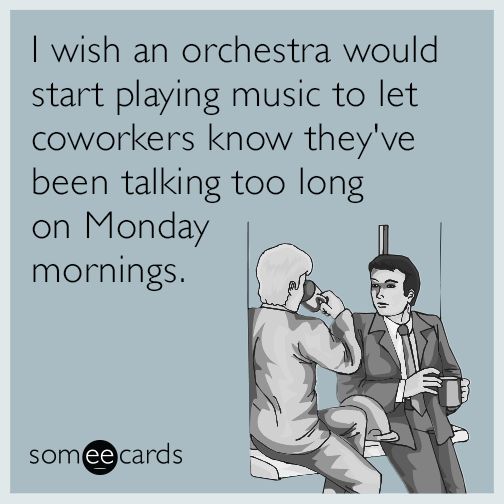 I wish an orchestra would
start playing music to let
coworkers know they've
been talking too long
on Monday
mornings.
someecards